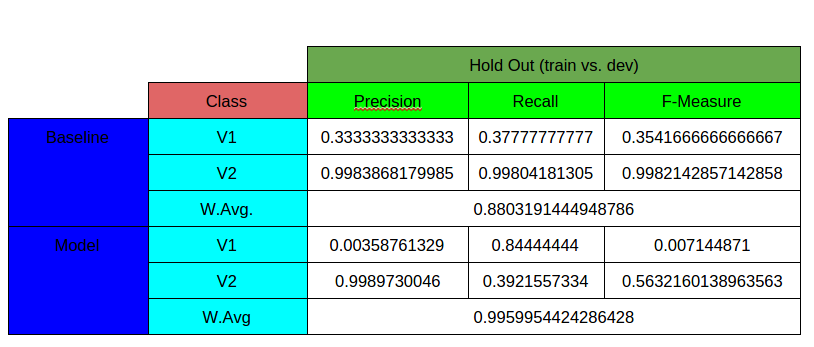 Hold Out (train vs. dev)
Class Precision Recall F-Measure
Baseline V1 0.3333333333333 0.37777777777 0.3541666666666667
V2 0.9983868179985 0.99804181305 0.9982142857142858
W.Avg. 0.8803191444948786
Model V1 0.00358761329 0.84444444 0.007144871
V2 0.9989730046 0.3921557334 0.5632160138963563
W.Avg 0.9959954424286428